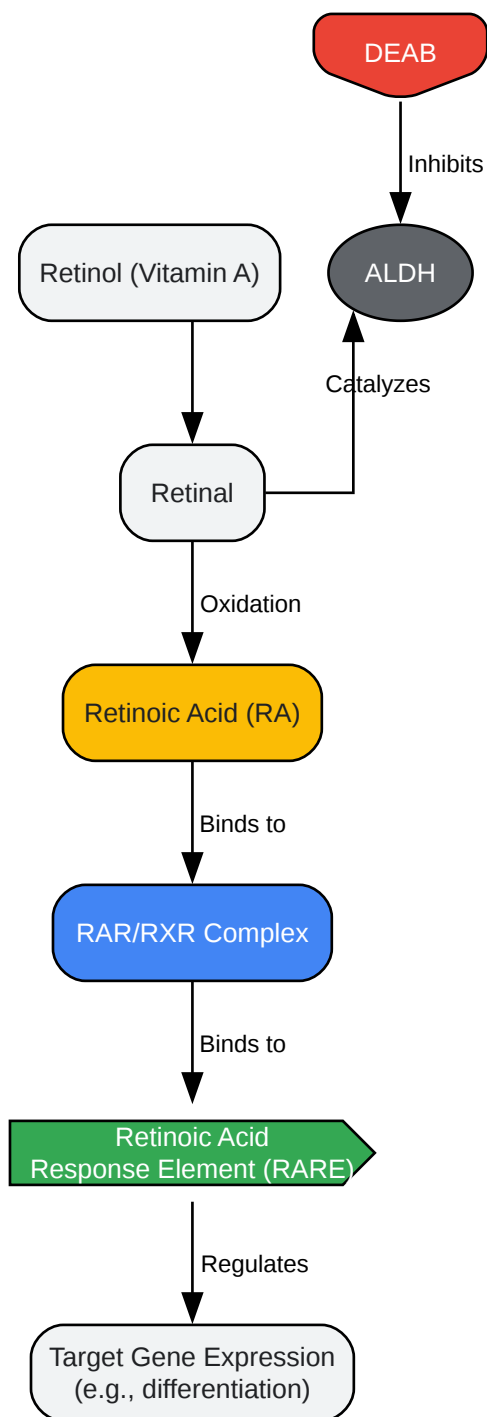 DEAB
Inhibits
Retinol (Vitamin A)
ALDH
Catalyzes
Retinal
Oxidation
Retinoic Acid (RA)
Binds to
RAR/RXR Complex
Binds to
Retinoic Acid
Response Element (RARE)
Regulates
Target Gene Expression
(e.g., differentiation)